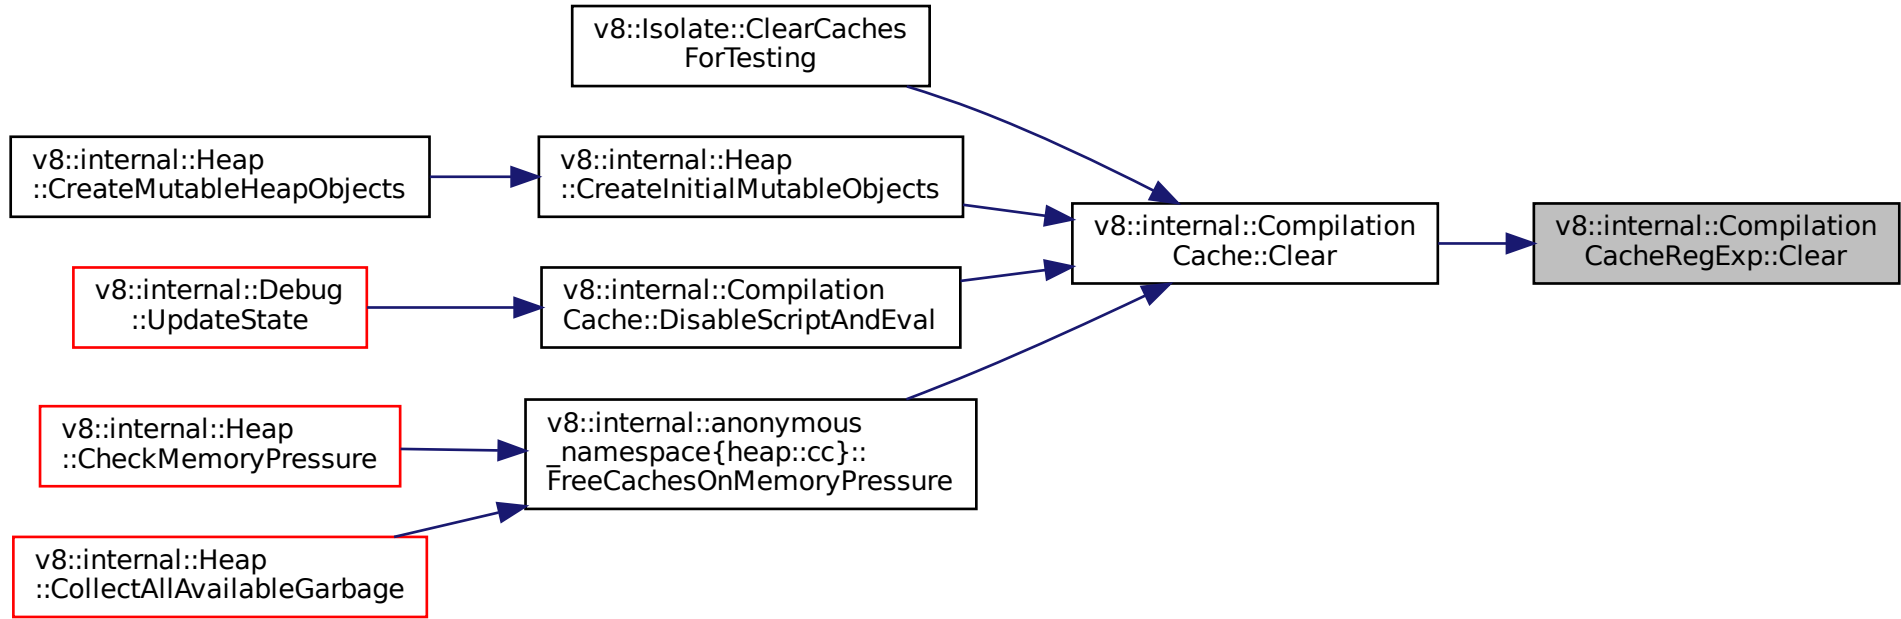 v8::Isolate::ClearCaches
ForTesting
v8::internal::Heap
::CreateMutableHeapObjects
v8::internal::Heap
::CreateInitialMutableObjects
v8::internal::Compilation
Cache::Clear
v8::internal::Compilation
CacheRegExp::Clear
v8::internal::Debug
::UpdateState
v8::internal::Compilation
Cache::DisableScriptAndEval
v8::internal::Heap
::CheckMemoryPressure
v8::internal::anonymous
_namespace{heap::cc}::
FreeCachesOnMemoryPressure
v8::internal::Heap
::CollectAllAvailableGarbage